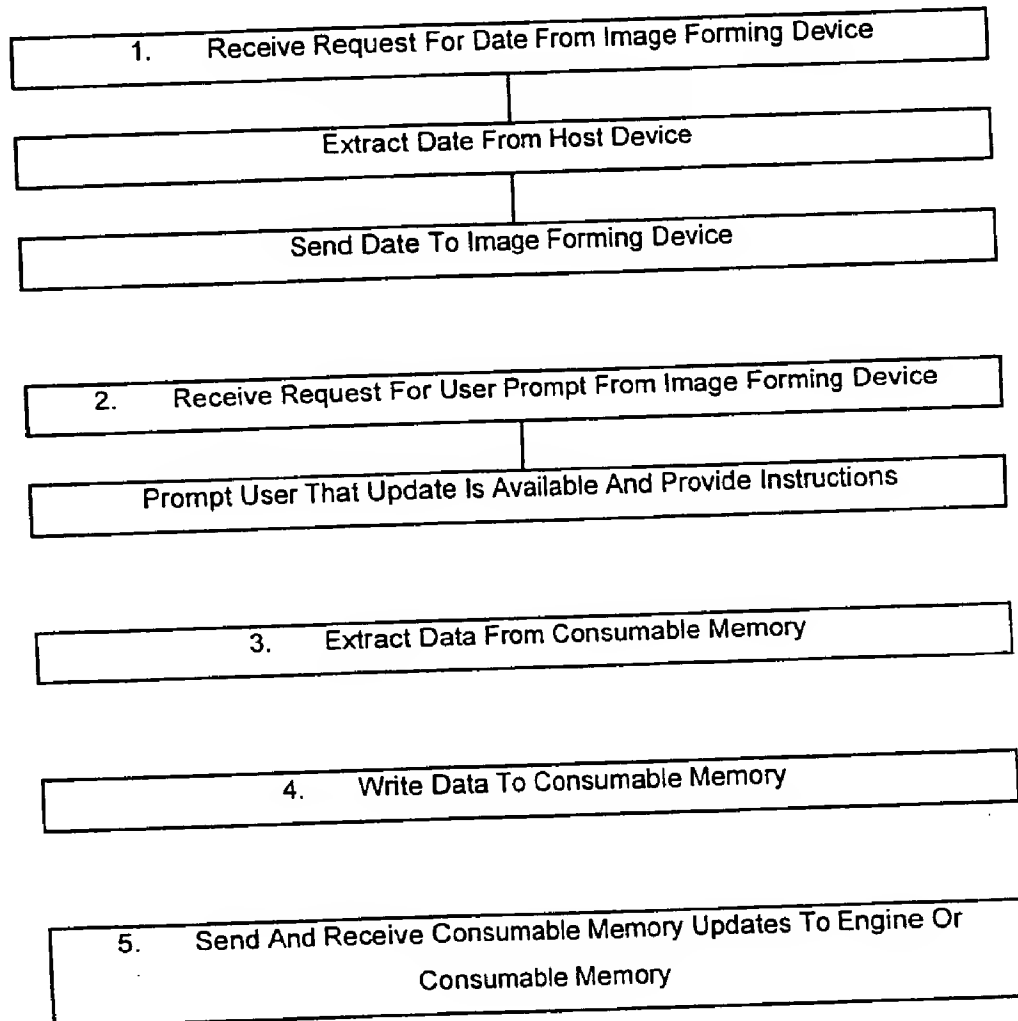 1. Receive Request For Date From Image Forming Device
Extract Date From Host Device
Send Date To Image Forming Device
2. Receive Request For User Prompt From Image Forming Device
Prompt User That Update Is Available And Provide Instructions
3. Extract Data From Consumable Memory
4. Write Data To Consumable Memory
5. Send And Receive Consumable Memory Updates To Engine Or
Consumable Memory